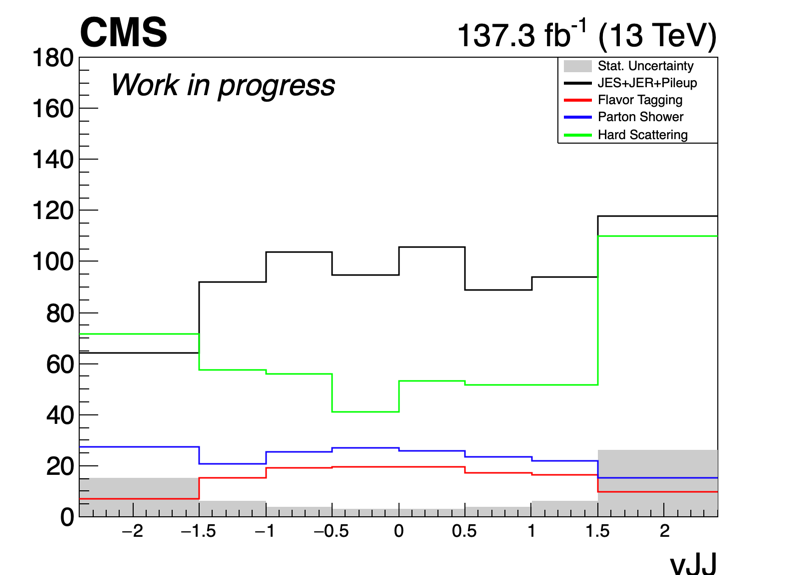 CMS 137.3 fb-1 (13 TeV)
Work in progress
Stat. Uncertainty
JES+JER+Pileup
Flavor Tagging
Parton Shower
Hard Scattering
180
160
140
120
100
80
60
40
20
0
−2 −1.5 −1 −0.5 0 0.5 1 1.5 2
vJJ